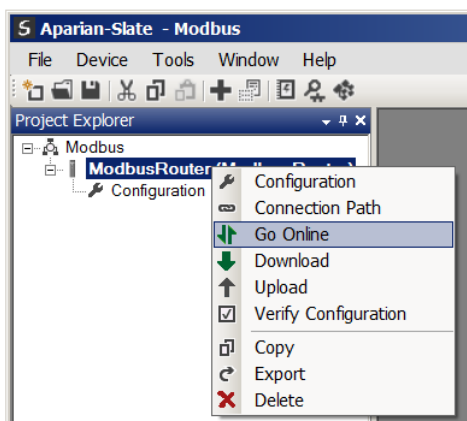 S Aparian-Slate - Modbus
File Device Tools Window Help
Project Explorer
Modbus
ModbusRouter
Configuration
Configuration
Connection Path
Go Online
Download
Upload
Verify Configuration
Copy
Export
Delete